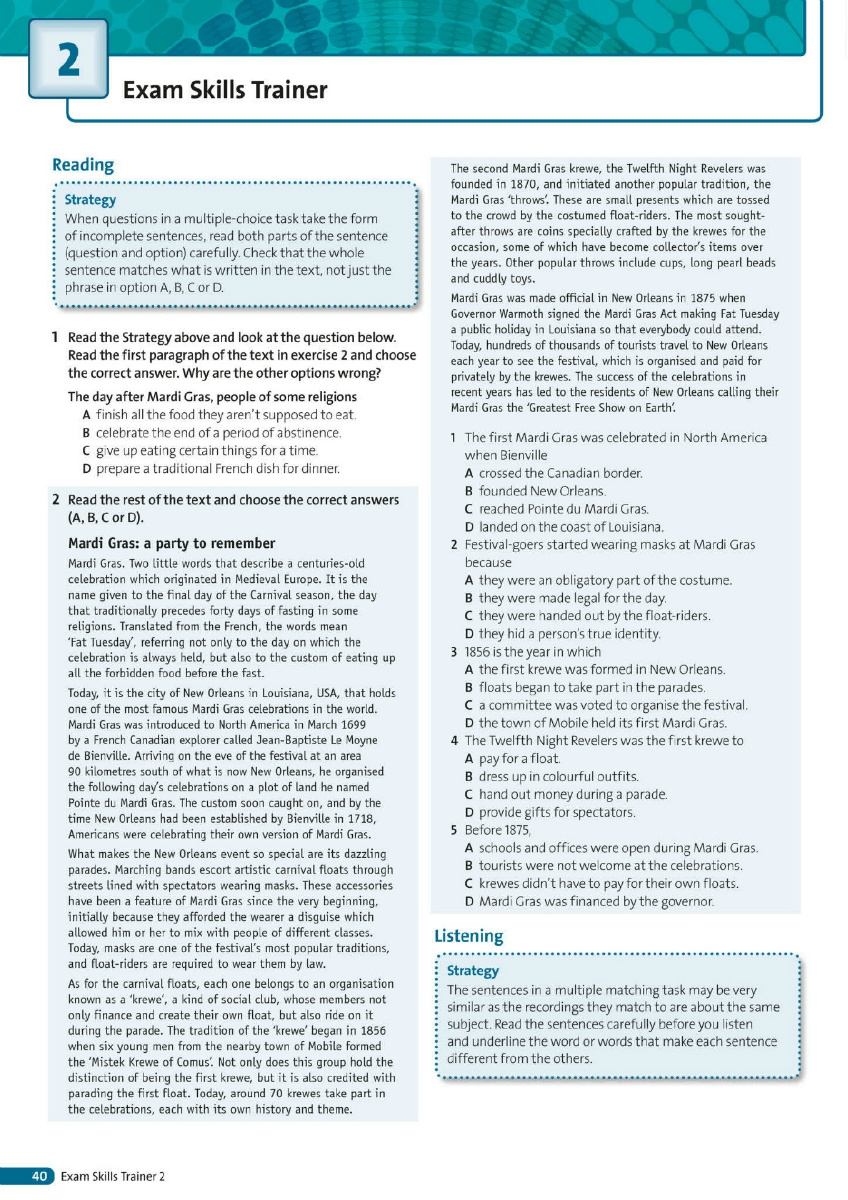 2
Exam Skills Trainer
Reading
Strategy
When questions in a multiple-choice task take the form
of incomplete sentences, read both parts of the sentence
(question and option) carefully. Check that the whole
sentence matches what is written in the text, not just the
phrase in option A, B, C or D.
1 Read the Strategy above and look at the question below.
Read the first paragraph of the text in exercise 2 and choose
the correct answer. Why are the other options wrong?
The day after Mardi Gras, people of some religions
A finish all the food they aren't supposed to eat.
B celebrate the end of a period of abstinence.
C give up eating certain things for a time.
D prepare a traditional French dish for dinner.
2 Read the rest of the text and choose the correct answers
(A, B, C or D).
Mardi Gras: a party to remember
Mardi Gras. Two little words that describe a centuries-old
celebration which originated in Medieval Europe. It is the
name given to the final day of the Carnival season, the day
that traditionally precedes forty days of fasting in some
religions. Translated from the French, the words mean
'Fat Tuesday', referring not only to the day on which the
celebration is always held, but also to the custom of eating up
all the forbidden food before the fast.
Today, it is the city of New Orleans in Louisiana, USA, that holds
one of the most famous Mardi Gras celebrations in the world.
Mardi Gras was introduced to North America in March 1699
by a French Canadian explorer called Jean-Baptiste Le Moyne
de Bienville. Arriving on the eve of the festival at an area
90 kilometres south of what is now New Orleans, he organised
the following day's celebrations on a plot of land he named
Pointe du Mardi Gras. The custom soon caught on, and by the
time New Orleans had been established by Bienville in 1718,
Americans were celebrating their own version of Mardi Gras.
What makes the New Orleans event so special are its dazzling
parades. Marching bands escort artistic carnival floats through
streets lined with spectators wearing masks. These accessories
have been a feature of Mardi Gras since the very beginning,
initially because they afforded the wearer a disguise which
allowed him or her to mix with people of different classes.
Today, masks are one of the festival's most popular traditions,
and float-riders are required to wear them by law.
As for the carnival floats, each one belongs to an organisation
known as a 'krewe', a kind of social club, whose members not
only finance and create their own float, but also ride on it
during the parade. The tradition of the 'krewe' began in 1856
when six young men from the nearby town of Mobile formed
the 'Mistek Krewe of Comus'. Not only does this group hold the
distinction of being the first krewe, but it is also credited with
parading the first float. Today, around 70 krewes take part in
the celebrations, each with its own history and theme.
The second Mardi Gras krewe, the Twelfth Night Revelers was
founded in 1870, and initiated another popular tradition, the
Mardi Gras 'throws'. These are small presents which are tossed
to the crowd by the costumed float-riders. The most sought-
after throws are coins specially crafted by the krewes for the
occasion, some of which have become collector's items over
the years. Other popular throws include cups, long pearl beads
and cuddly toys.
Mardi Gras was made official in New Orleans in 1875 when
Governor Warmoth signed the Mardi Gras Act making Fat Tuesday
a public holiday in Louisiana so that everybody could attend.
Today, hundreds of thousands of tourists travel to New Orleans
each year to see the festival, which is organised and paid for
privately by the krewes. The success of the celebrations in
recent years has led to the residents of New Orleans calling their
Mardi Gras the 'Greatest Free Show on Earth'.
1 The first Mardi Gras was celebrated in North America
when Bienville
A crossed the Canadian border.
B founded New Orleans.
C reached Pointe du Mardi Gras.
D landed on the coast of Louisiana.
2 Festival-goers started wearing masks at Mardi Gras
because
A they were an obligatory part of the costume.
B they were made legal for the day.
C they were handed out by the float-riders.
D they hid a person's true identity.
3 1856 is the year in which
A the first krewe was formed in New Orleans.
B floats began to take part in the parades.
C a committee was voted to organise the festival.
D the town of Mobile held its first Mardi Gras.
4 The Twelfth Night Revelers was the first krewe to
A pay for a float.
B dress up in colourful outfits.
C hand out money during a parade.
D provide gifts for spectators.
5 Before 1875,
A schools and offices were open during Mardi Gras.
B tourists were not welcome at the celebrations.
C krewes didn't have to pay for their own floats.
D Mardi Gras was financed by the governor.
Listening
Strategy
The sentences in a multiple matching task may be very
similar as the recordings they match to are about the same
subject. Read the sentences carefully before you listen
and underline the word or words that make each sentence
different from the others.
40 Exam Skills Trainer 2